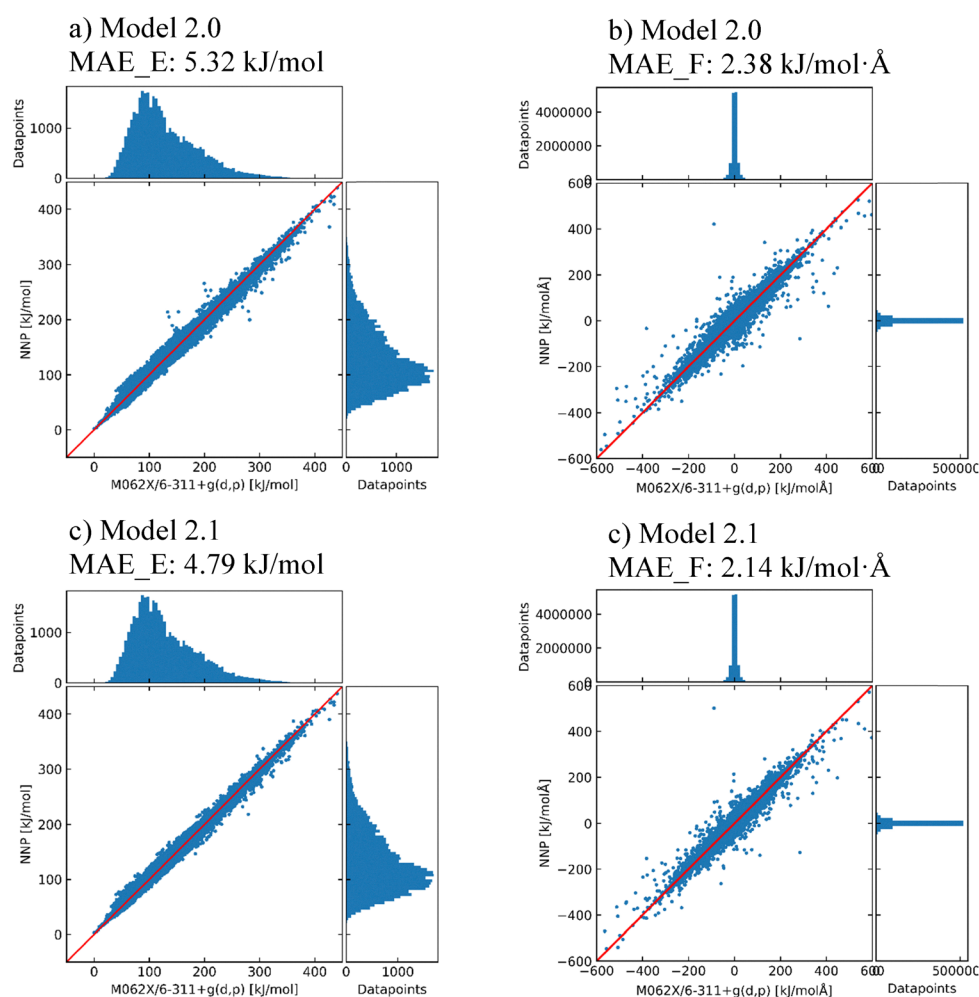 a) Model 2.0
MAE_E: 5.32 kJ/mol
Datapoints
1000
0
NNP [kJ/mol]
400
300
200
100
0
0 100 200 300 400
M062X/6-311+g(d,p) [kJ/mol]
0 1000
Datapoints
b) Model 2.0
MAE_F: 2.38 kJ/mol·Å
Datapoints
4000000
2000000
0
NNP [kJ/molÅ]
600
400
200
0
−200
−400
−600
−600 −400 −200 0 200 400 600
M062X/6-311+g(d,p) [kJ/molÅ]
0 500000
Datapoints
c) Model 2.1
MAE_E: 4.79 kJ/mol
Datapoints
1000
0
NNP [kJ/mol]
400
300
200
100
0
0 100 200 300 400
M062X/6-311+g(d,p) [kJ/mol]
0 1000
Datapoints
c) Model 2.1
MAE_F: 2.14 kJ/mol·Å
Datapoints
4000000
2000000
0
NNP [kJ/molÅ]
600
400
200
0
−200
−400
−600
−600 −400 −200 0 200 400 600
M062X/6-311+g(d,p) [kJ/molÅ]
0 500000
Datapoints